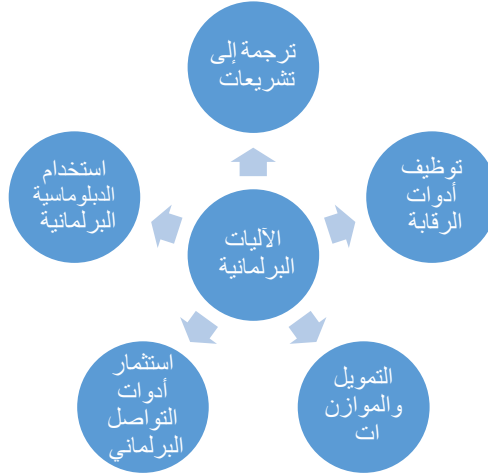 ترجمة إلى
تشريعات
توظيف
أدوات
الرقابة
التمويل
والموازن
ات
استثمار
أدوات
التواصل
البرلماني
استخدام
الدبلوماسية
البرلمانية
الآليات
البرلمانية